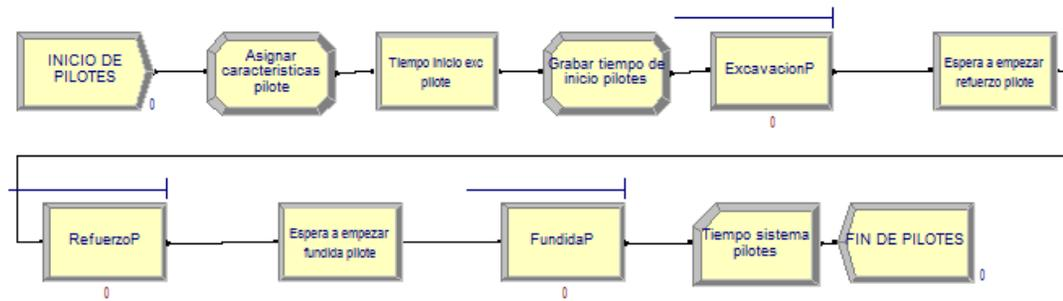 INICIO DE
PILOTES
0
Asignar
caracteristicas
pilote
Tiempo inicio exc
pilote
Grabar tiempo de
inicio pilotes
ExcavacionP
0
Espera a empezar
refuerzo pilote
RefuerzoP
0
Espera a empezar
fundida pilote
FundidaP
0
Tiempo sistema
pilotes
FIN DE PILOTES
0